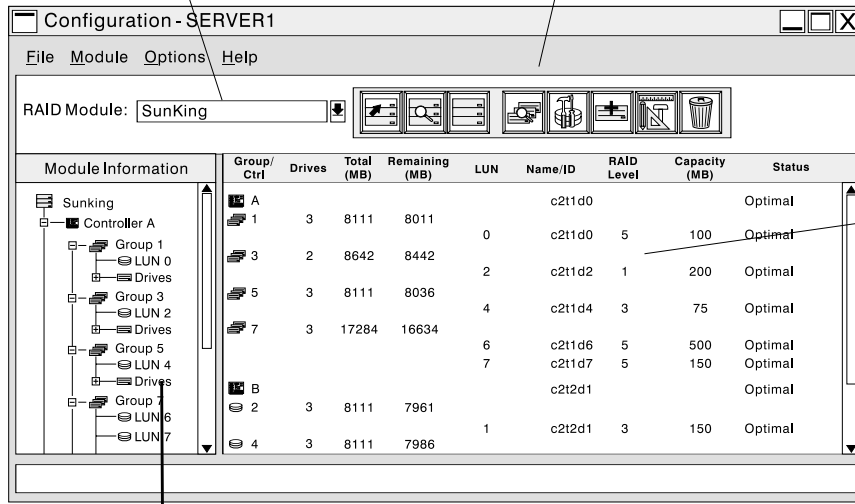 Configuration - SERVER1
File Module Options Help
RAID Module: SunKing
Module Information
Sunking
Controller A
Group 1
LUN 0
Drives
Group 3
LUN 2
Drives
Group 5
LUN 4
Drives
Group 7
LUN 6
LUN 7
Group/ Ctrl Drives Total (MB) Remaining (MB) LUN Name/ID RAID Level Capacity (MB) Status
A c2t1d0 Optimal
1 3 8111 8011
0 c2t1d0 5 100 Optimal
3 2 8642 8442
2 c2t1d2 1 200 Optimal
5 3 8111 8036
4 c2t1d4 3 75 Optimal
7 3 17284 16634
6 c2t1d6 5 500 Optimal
7 c2t1d7 5 150 Optimal
B c2t2d1 Optimal
2 3 8111 7961
1 c2t2d1 3 150 Optimal
4 3 8111 7986